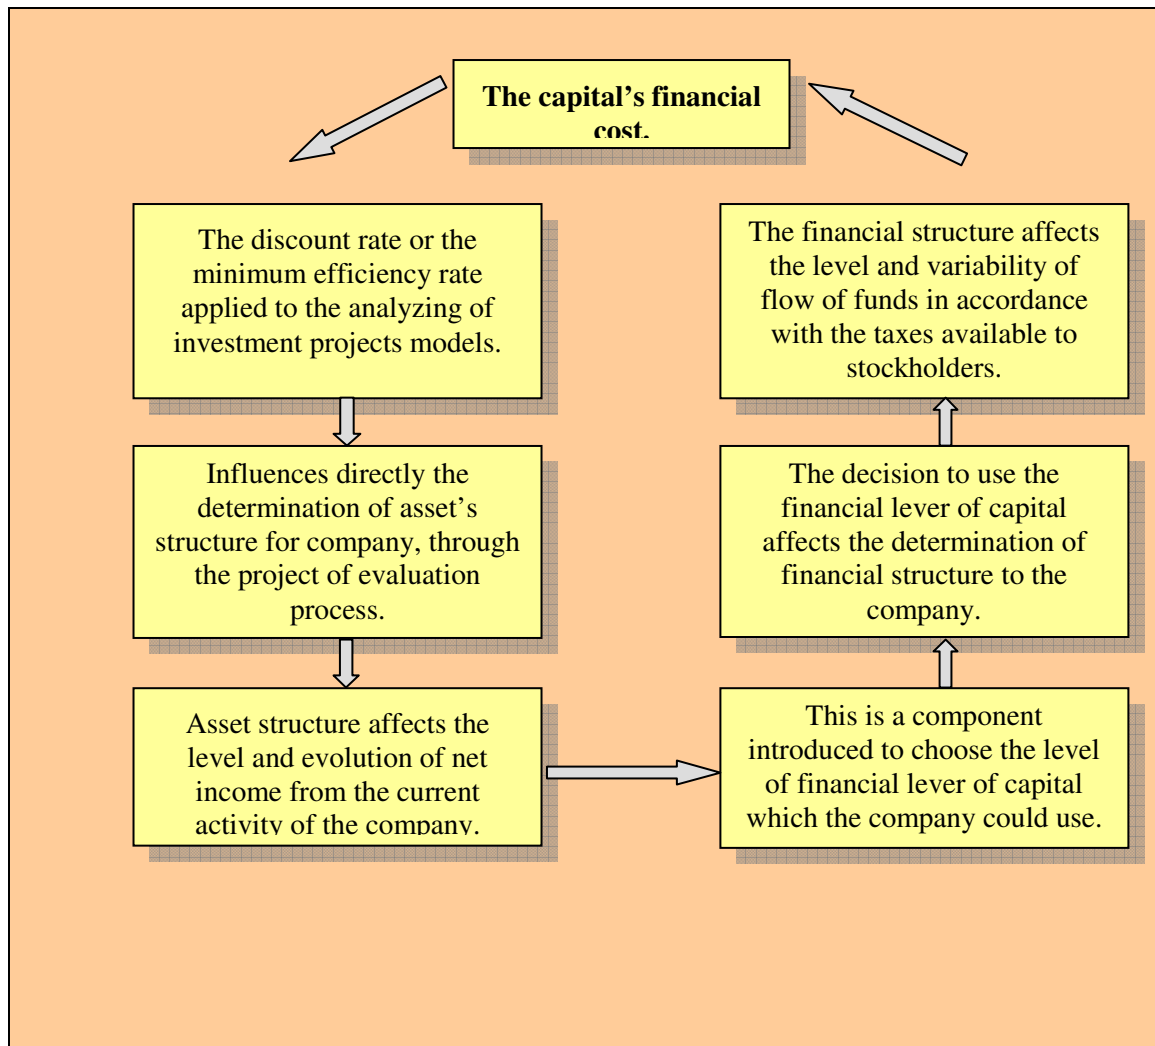 The capital's financial
cost.
The discount rate or the
minimum efficiency rate
applied to the analyzing of
investment projects models.
Influences directly the
determination of asset's
structure for company, through
the project of evaluation
process.
Asset structure affects the
level and evolution of net
income from the current
activity of the company.
This is a component
introduced to choose the level
of financial lever of capital
which the company could use.
The decision to use the
financial lever of capital
affects the determination of
financial structure to the
company.
The financial structure affects
the level and variability of
flow of funds in accordance
with the taxes available to
stockholders.